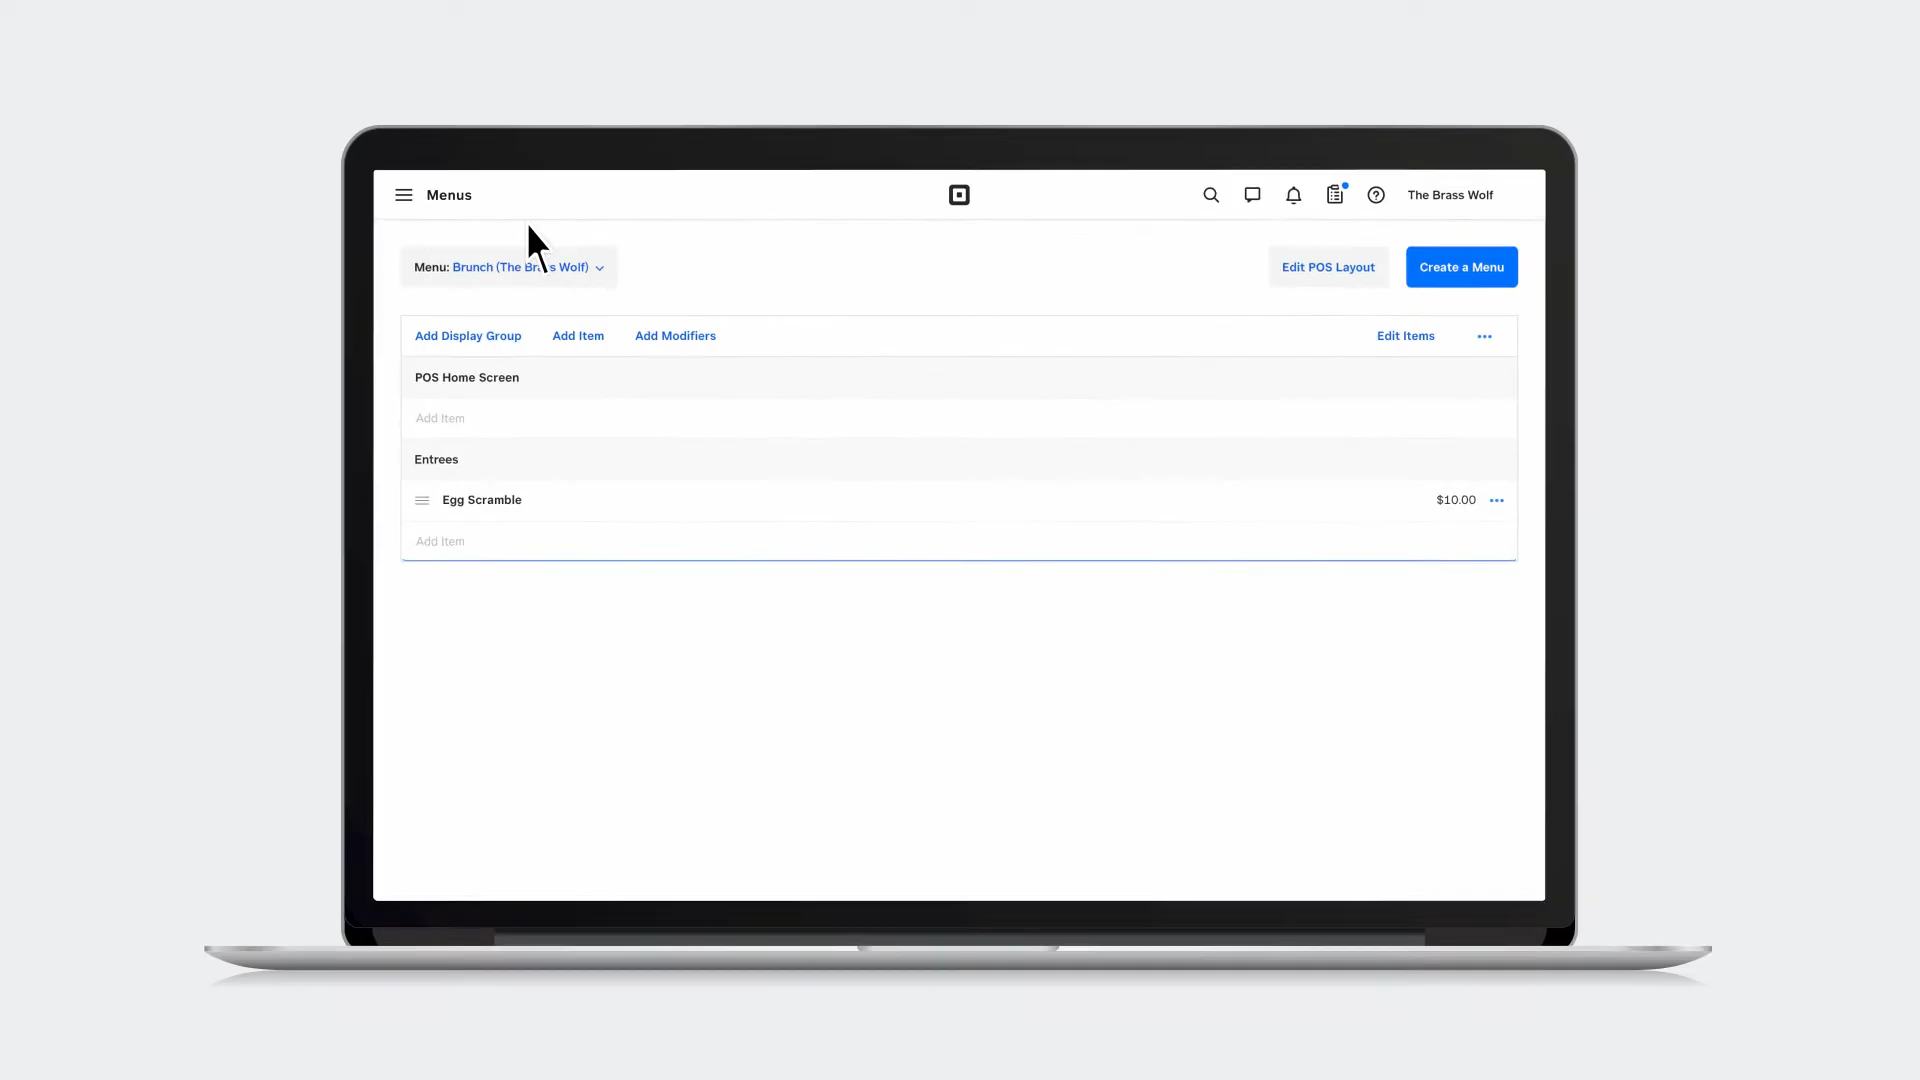 Menus
The Brass Wolf
Menu: Brunch (The Brass Wolf)
Edit POS Layout
Create a Menu
Add Display Group
Add Item
Add Modifiers
Edit Items
POS Home Screen
Add Item
Entrees
Egg Scramble
$10.00
Add Item